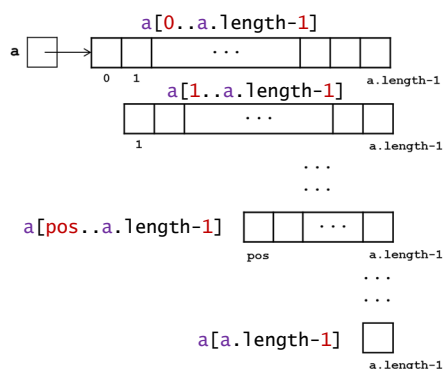 a[0..a.length-1]
a
...
0 1 a.length-1
a[1..a.length-1]
...
1 a.length-1
...
...
a[pos..a.length-1]
...
pos a.length-1
...
...
a[a.length-1]
a.length-1